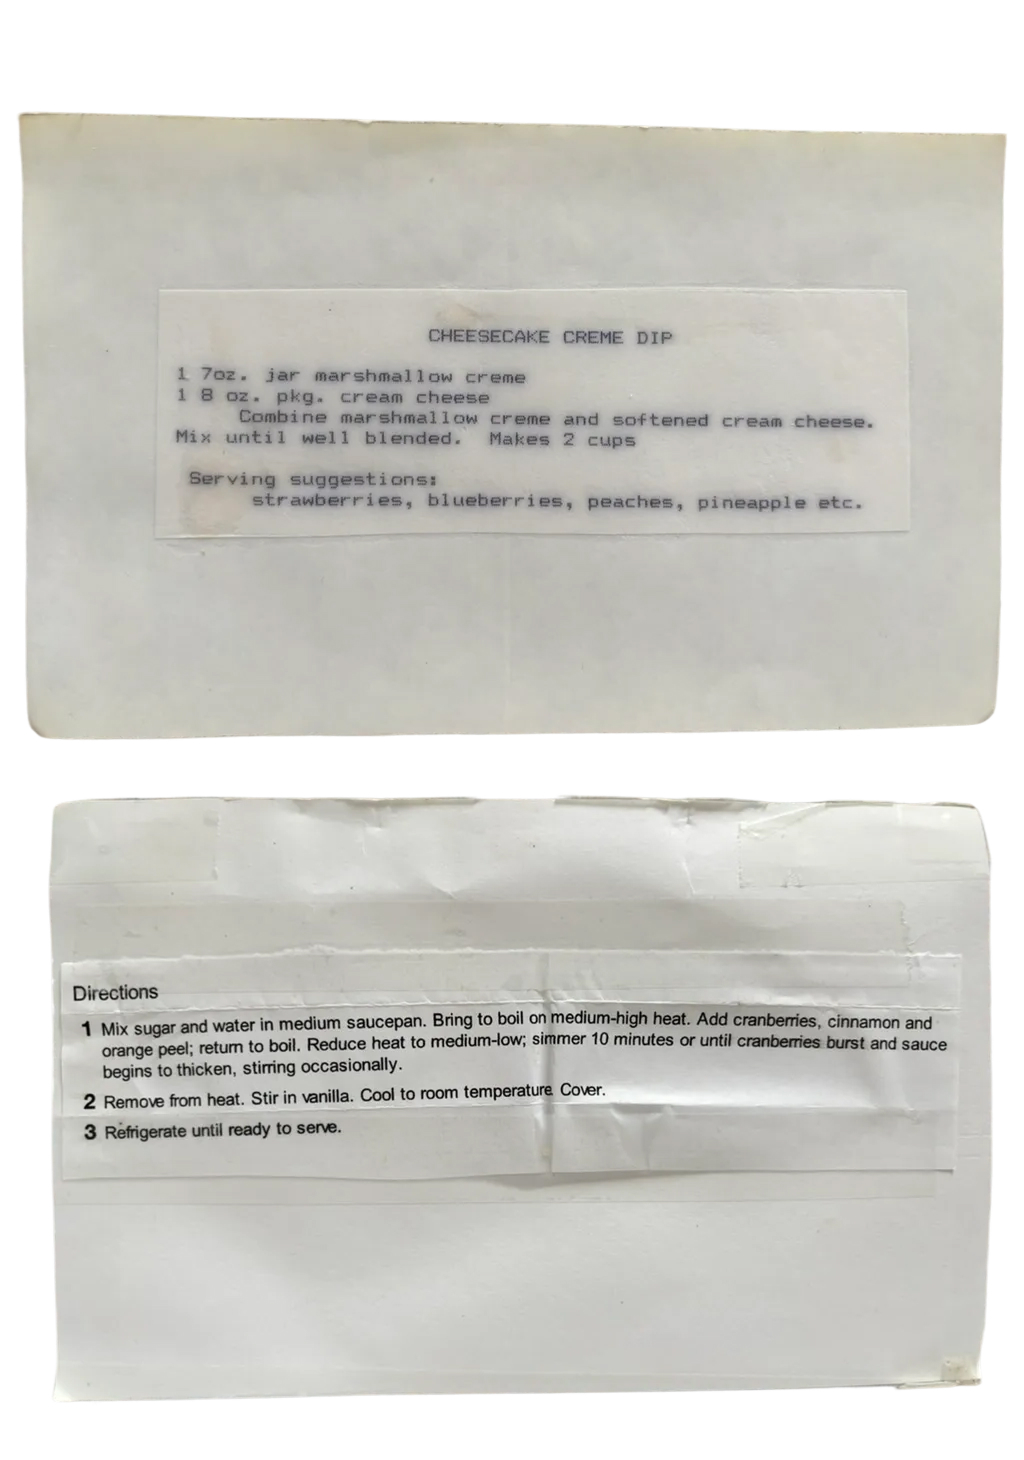 CHEESECAKE CREME DIP
1 7oz. jar marshmallow creme
1 8 oz. pkg. cream cheese
Combine marshmallow creme and softened cream cheese.
Mix until well blended. Makes 2 cups
Serving suggestions:
strawberries, blueberries, peaches, pineapple etc.
Directions
1 Mix sugar and water in medium saucepan. Bring to boil on medium-high heat. Add cranberries, cinnamon and
orange peel; return to boil. Reduce heat to medium-low; simmer 10 minutes or until cranberries burst and sauce
begins to thicken, stirring occasionally.
2 Remove from heat. Stir in vanilla. Cool to room temperature. Cover.
3 Refrigerate until ready to serve.